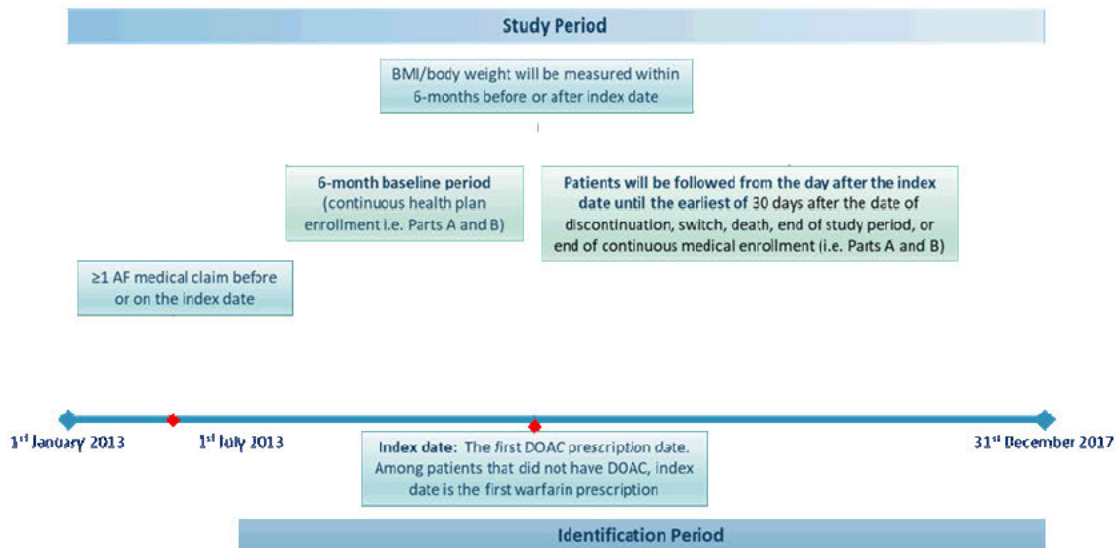 Study Period
BMI/body weight will be measured within
6-months before or after index date
6-month baseline period
(continuous health plan
enrollment i.e. Parts A and B)
Patients will be followed from the day after the index
date until the earliest of 30 days after the date of
discontinuation, switch, death, end of study period, or
end of continuous medical enrollment (i.e. Parts A and B)
≥1 AF medical claim before
or on the index date
1st January 2013
1st July 2013
31st December 2017
Index date: The first DOAC prescription date.
Among patients that did not have DOAC, index
date is the first warfarin prescription
Identification Period